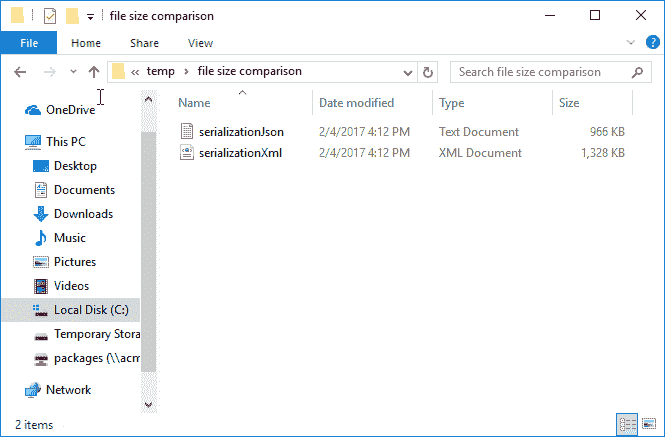 file size comparison
File Home Share View
« temp › file size comparison Search file size comparison
Name Date modified Type Size
serializationJson 2/4/2017 4:12 PM Text Document 966 KB
serializationXml 2/4/2017 4:12 PM XML Document 1,328 KB
OneDrive
This PC
Desktop
Documents
Downloads
Music
Pictures
Videos
Local Disk (C:)
Temporary Stora
packages (\\acm
Network
2 items